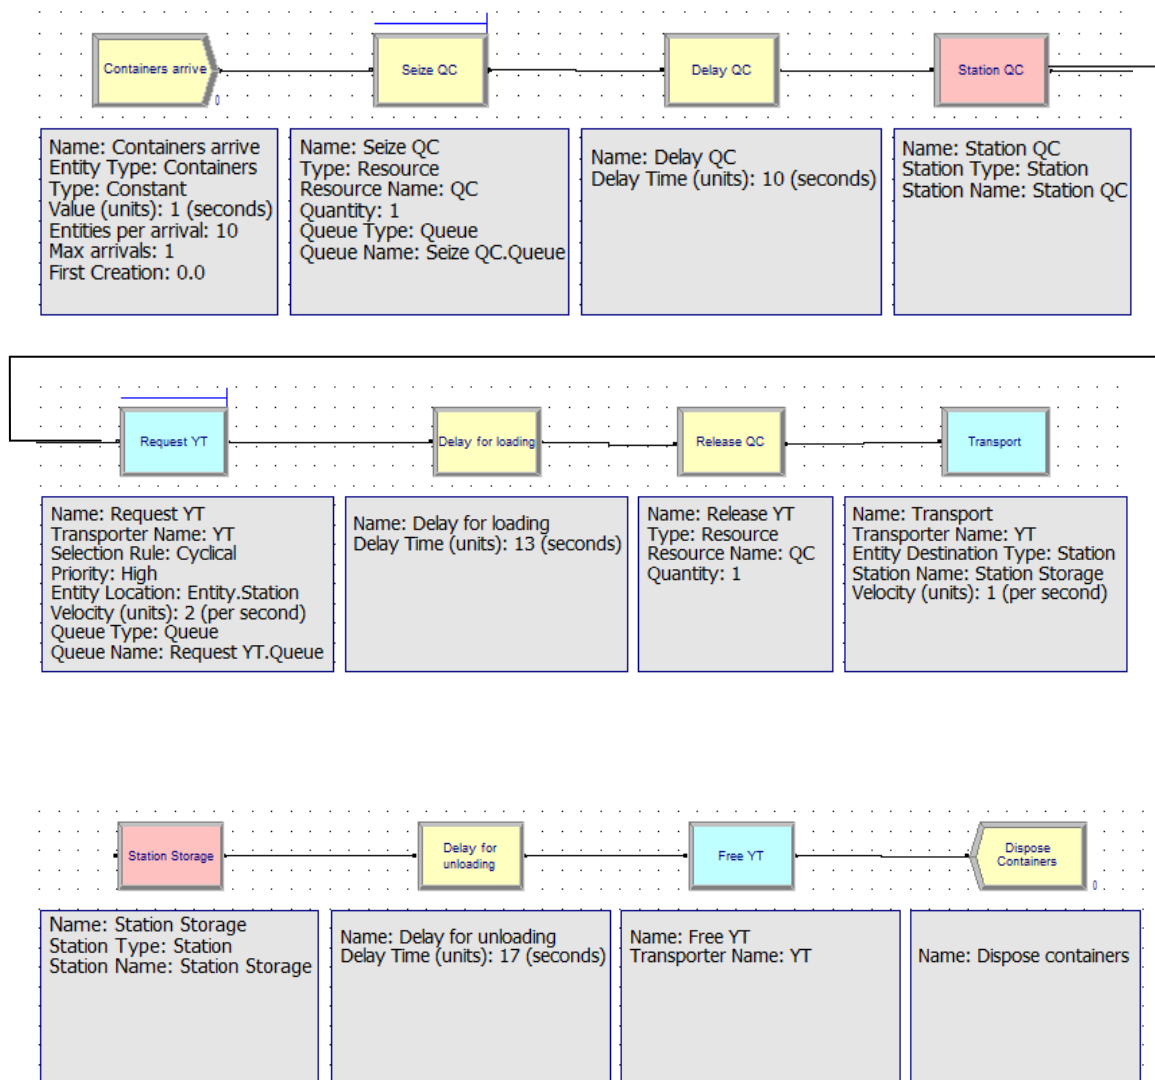 Containers arrive
0
Seize QC
Delay QC
Station QC
Name: Containers arrive
Entity Type: Containers
Type: Constant
Value (units): 1 (seconds)
Entities per arrival: 10
Max arrivals: 1
First Creation: 0.0
Name: Seize QC
Type: Resource
Resource Name: QC
Quantity: 1
Queue Type: Queue
Queue Name: Seize QC.Queue
Name: Delay QC
Delay Time (units): 10 (seconds)
Name: Station QC
Station Type: Station
Station Name: Station QC
Request YT
Delay for loading
Release QC
Transport
Name: Request YT
Transporter Name: YT
Selection Rule: Cyclical
Priority: High
Entity Location: Entity.Station
Velocity (units): 2 (per second)
Queue Type: Queue
Queue Name: Request YT.Queue
Name: Delay for loading
Delay Time (units): 13 (seconds)
Name: Release YT
Type: Resource
Resource Name: QC
Quantity: 1
Name: Transport
Transporter Name: YT
Entity Destination Type: Station
Station Name: Station Storage
Velocity (units): 1 (per second)
Station Storage
Delay for
unloading
Free YT
Dispose
Containers
0
Name: Station Storage
Station Type: Station
Station Name: Station Storage
Name: Delay for unloading
Delay Time (units): 17 (seconds)
Name: Free YT
Transporter Name: YT
Name: Dispose containers